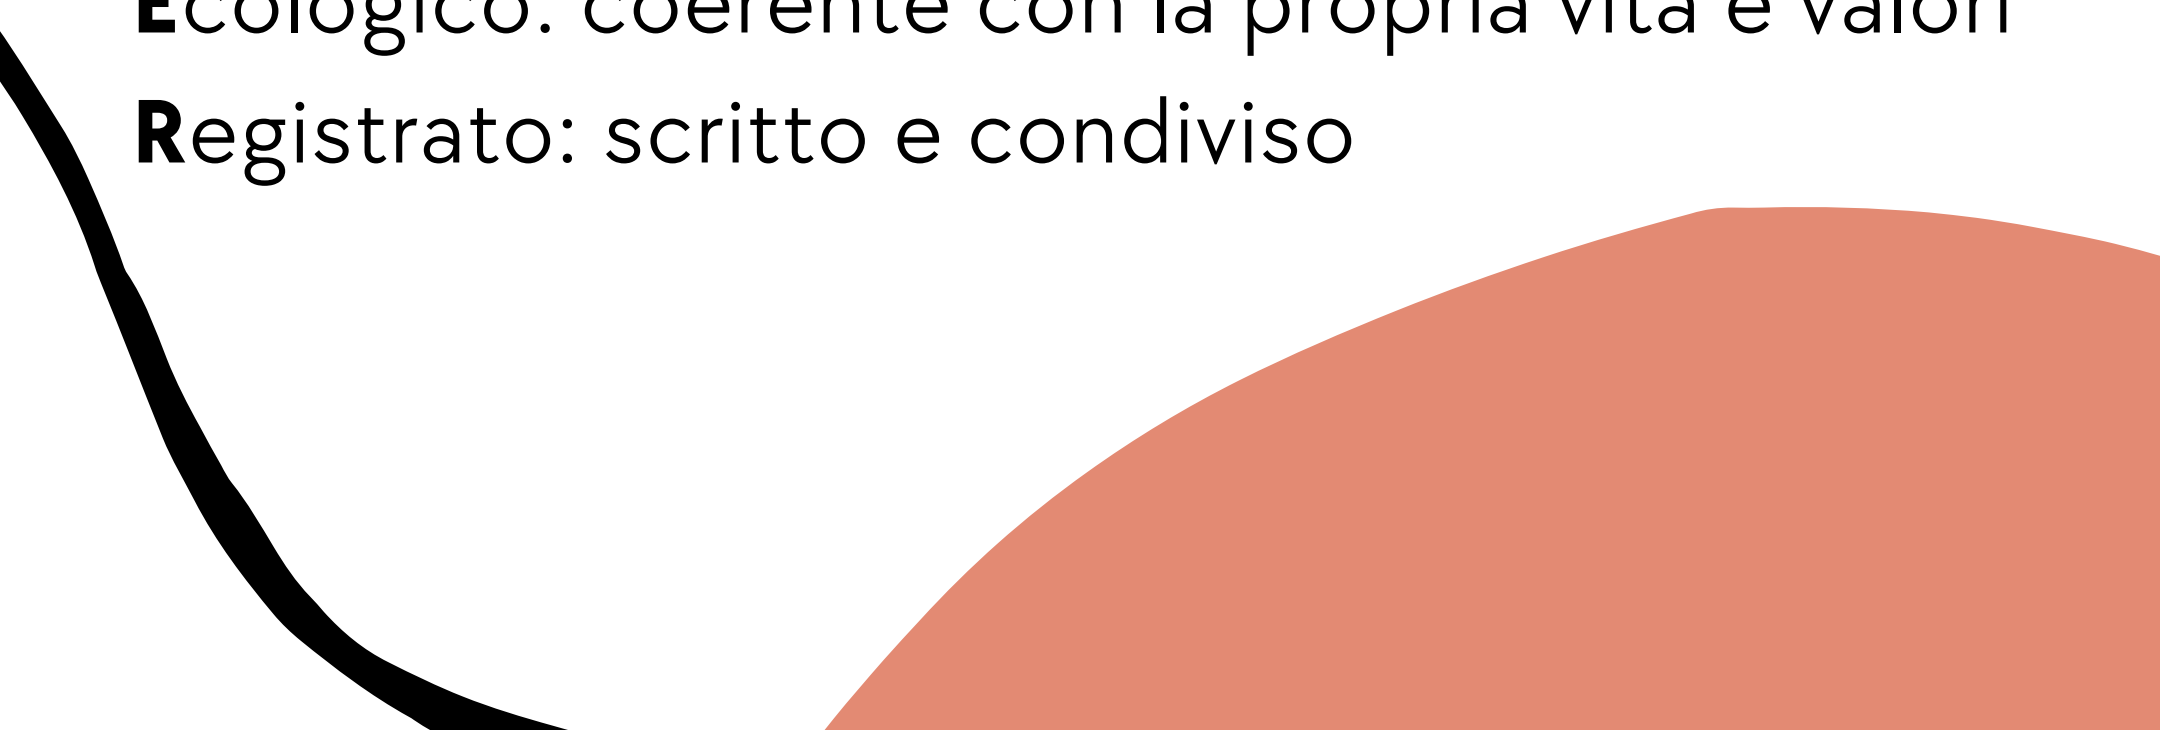 Ecologico: coerente con la propria vita e valori
Registrato: scritto e condiviso